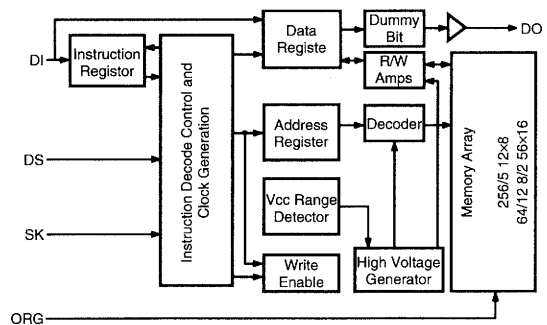 DI
Instruction
Register
Instruction Decode Control and
Clock Generation
Data
Registe
Dummy
Bit
DO
R/W
Amps
DS
Address
Register
Decoder
Memory Array
256/5 12×8
64/12 8/2 56×16
SK
Vcc Range
Detector
Write
Enable
High Voltage
Generator
ORG